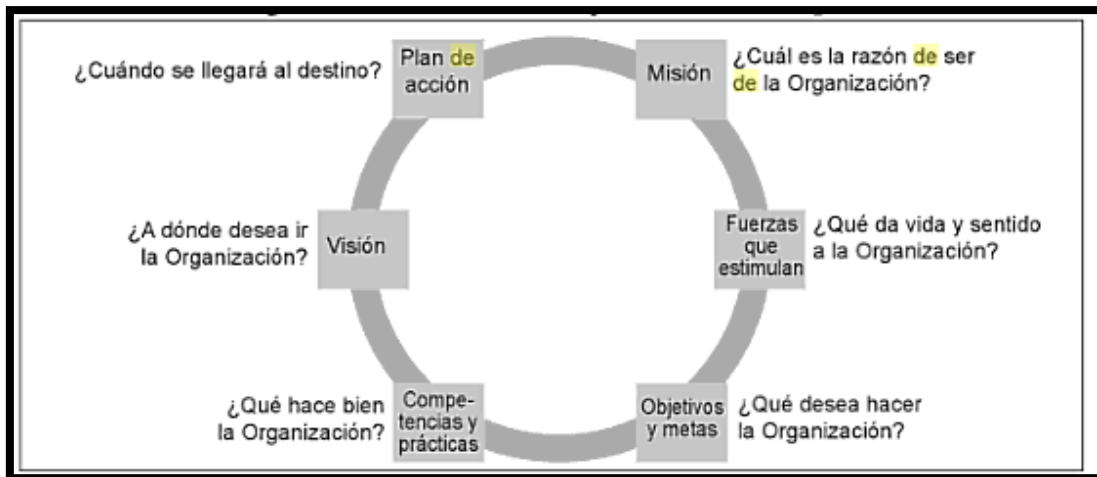 ¿Cuándo se llegará al destino?
Plan de
acción
Misión
¿Cuál es la razón de ser
de la Organización?
¿A dónde desea ir
la Organización?
Visión
Fuerzas
que
estimulan
¿Qué da vida y sentido
a la Organización?
¿Qué hace bien
la Organización?
Compe-
tencias y
prácticas
Objetivos
y metas
¿Qué desea hacer
la Organización?